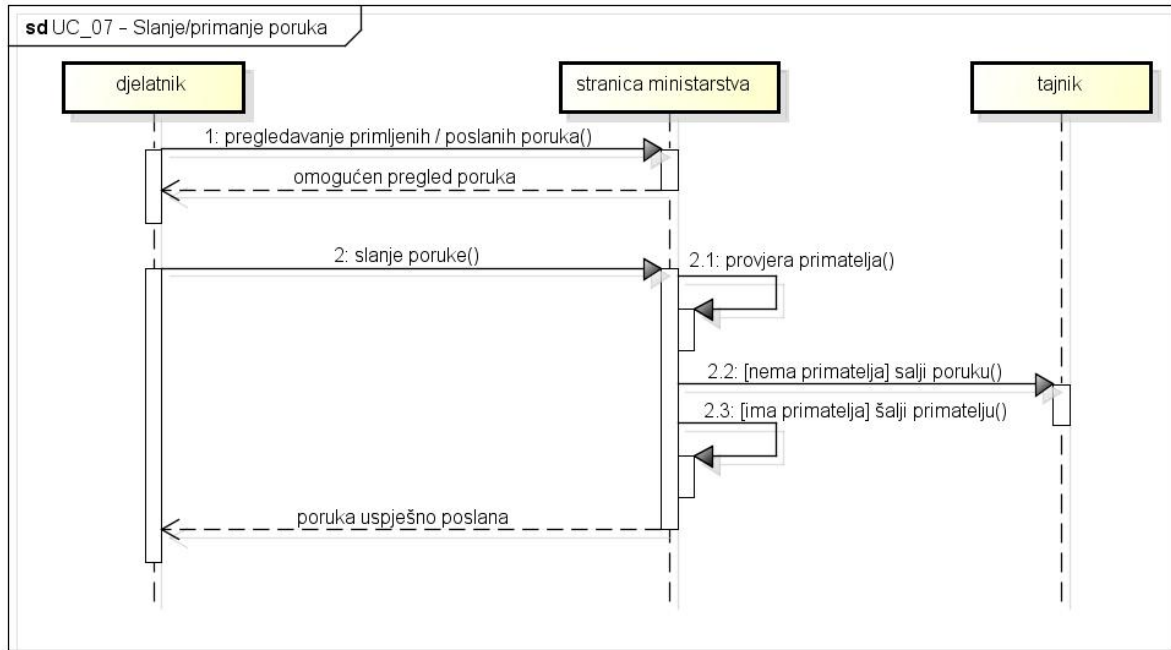 sd UC_07 - Slanje/primanje poruka
djelatnik
stranica ministarstva
tajnik
1: pregledavanje primljenih / poslanih poruka()
omogućen pregled poruka
2: slanje poruke()
2.1: provjera primatelja()
2.2: [nema primatelja] salji poruku()
2.3: [ima primatelja] šalji primatelju()
poruka uspješno poslana